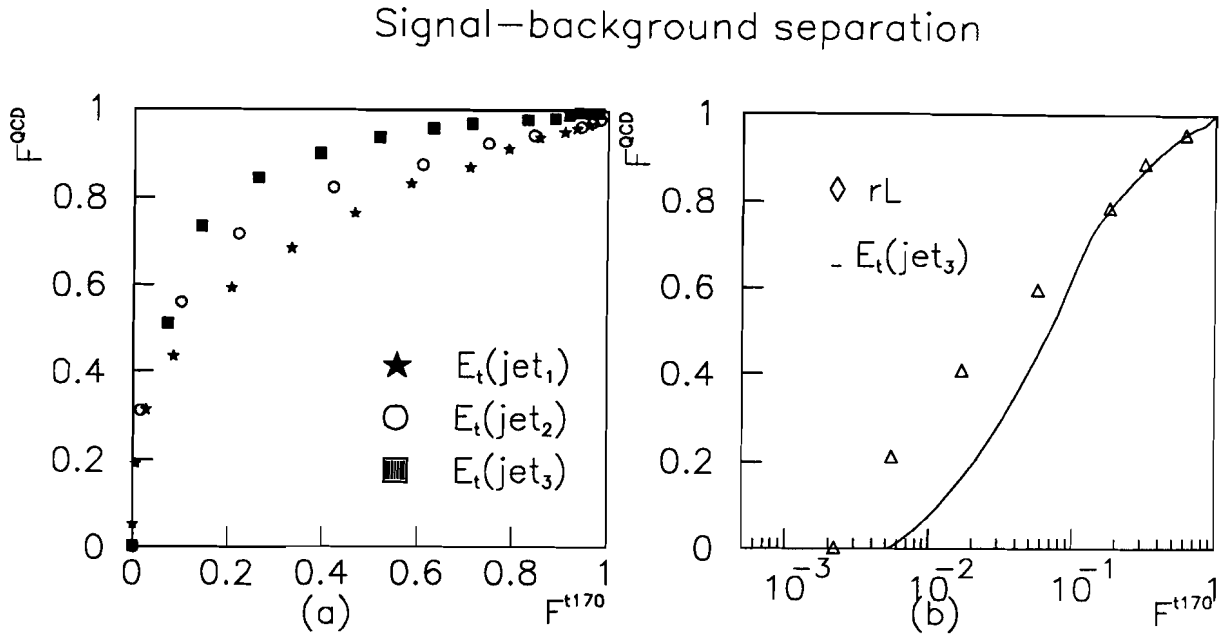 Signal–background separation
F^QCD
1
0.8
0.6
0.4
0.2
0
0 0.2 0.4 0.6 0.8 1
(a) F^t170
★ E_t(jet_1)
○ E_t(jet_2)
■ E_t(jet_3)
F^QCD
1
0.8
0.6
0.4
0.2
0
10^-3 10^-2 10^-1 1
(b) F^t170
◇ rL
– E_t(jet_3)